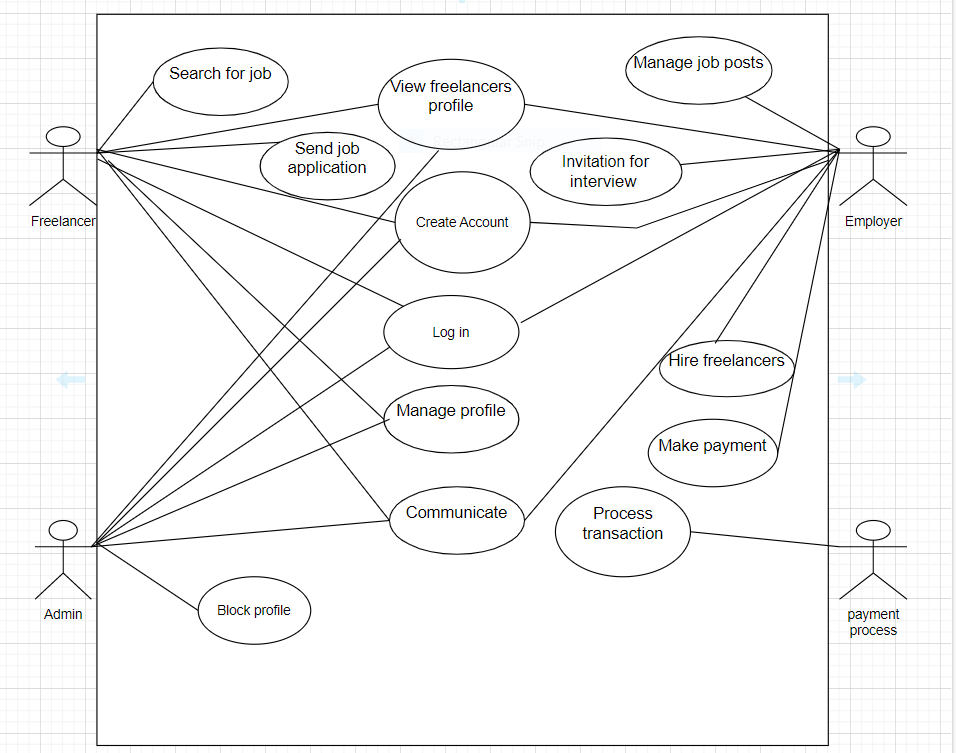 Search for job
View freelancers
profile
Manage job posts
Send job
application
Invitation for
interview
Freelancer
Create Account
Employer
Log in
Hire freelancers
Manage profile
Make payment
Communicate
Process
transaction
Admin
Block profile
payment
process